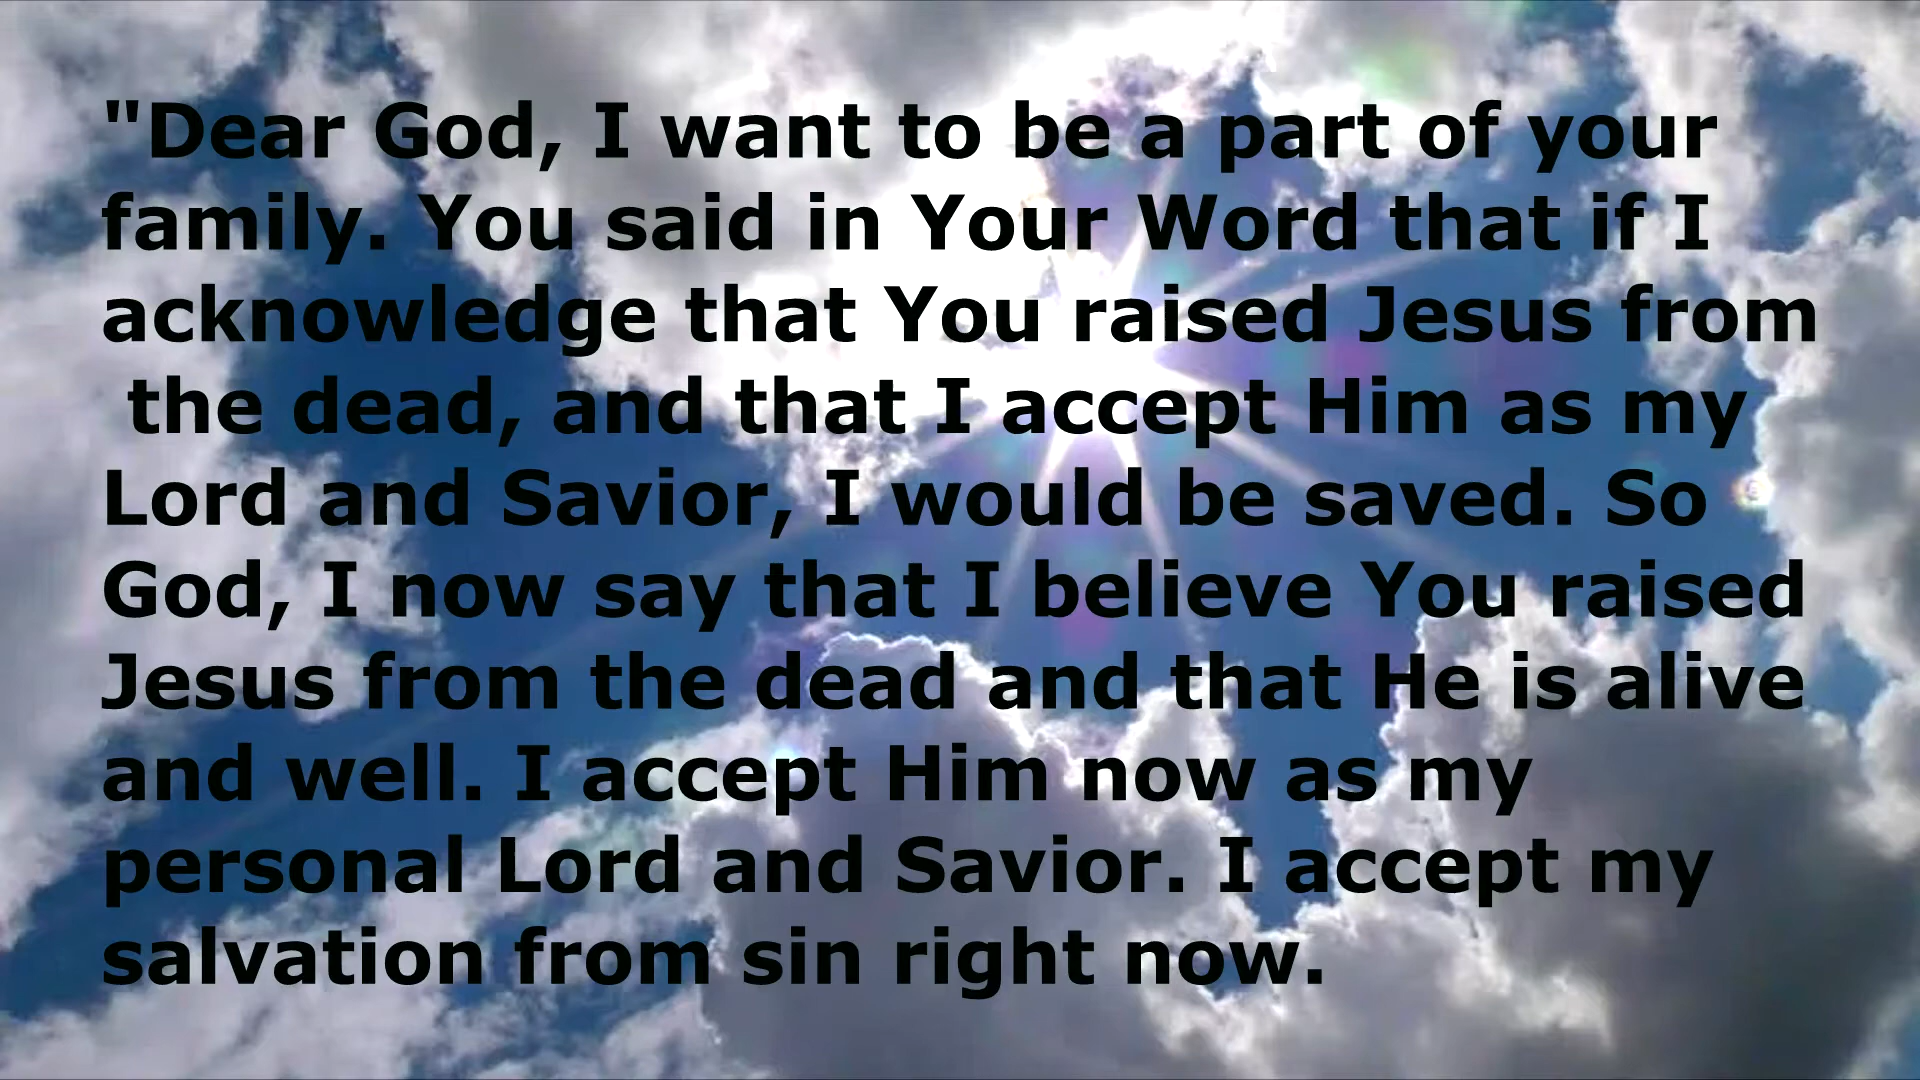 "Dear God, I want to be a part of your
family. You said in Your Word that if I
acknowledge that You raised Jesus from
the dead, and that I accept Him as my
Lord and Savior, I would be saved. So
God, I now say that I believe You raised
Jesus from the dead and that He is alive
and well. I accept Him now as my
personal Lord and Savior. I accept my
salvation from sin right now.